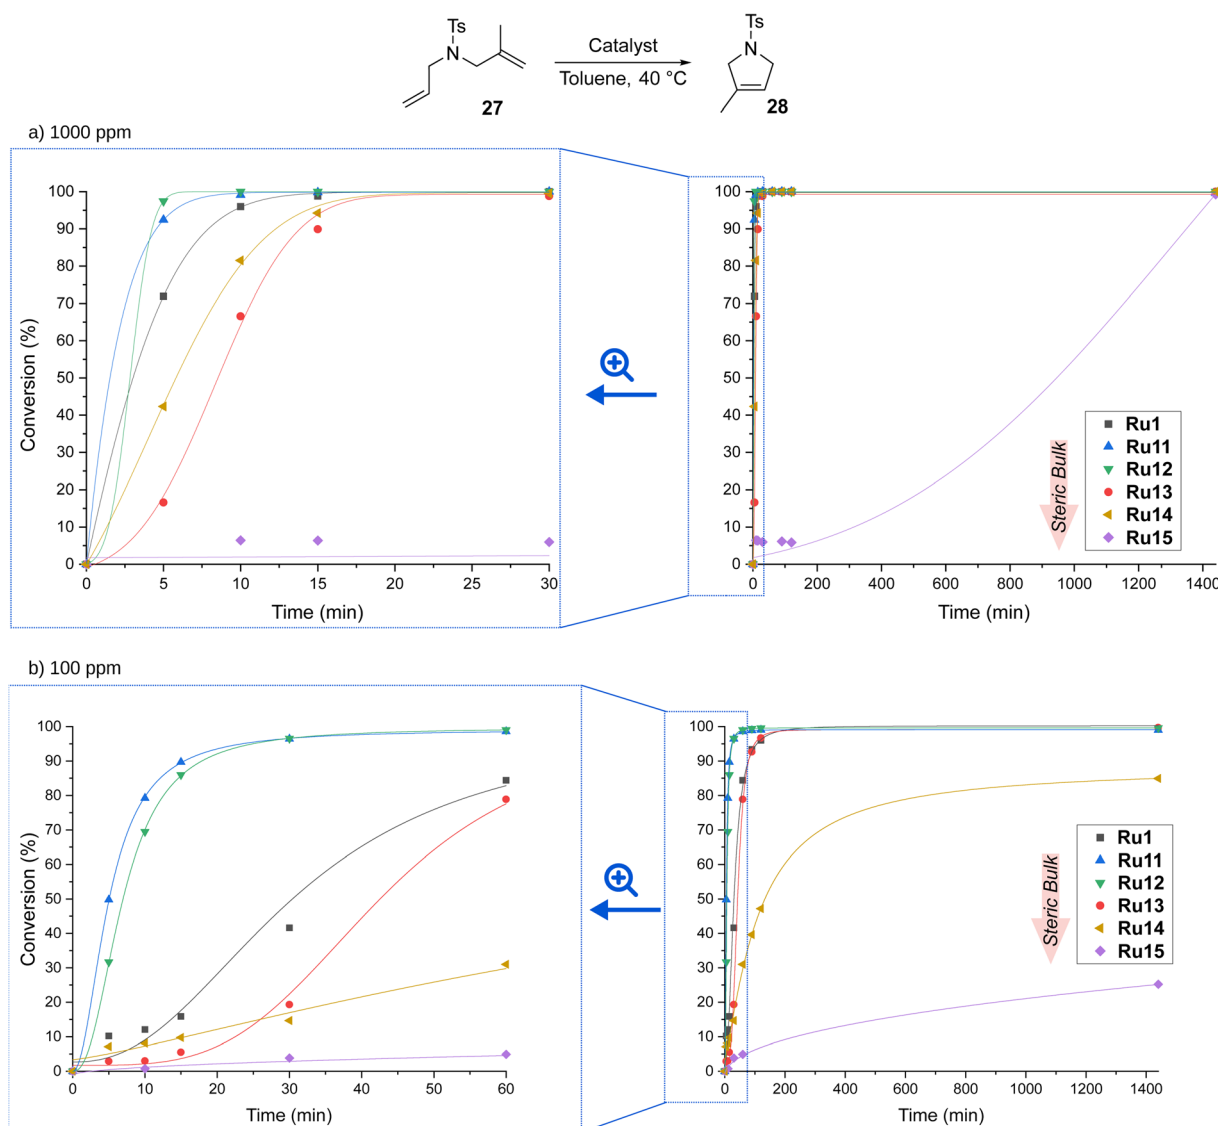 Ts
N
27
Catalyst
Toluene, 40 °C
Ts
N
28
a) 1000 ppm
Conversion (%)
100
90
80
70
60
50
40
30
20
10
0
0 5 10 15 20 25 30
Time (min)
100
90
80
70
60
50
40
30
20
10
0
0 200 400 600 800 1000 1200 1400
Time (min)
Steric Bulk
Ru1
Ru11
Ru12
Ru13
Ru14
Ru15
b) 100 ppm
Conversion (%)
100
90
80
70
60
50
40
30
20
10
0
0 10 20 30 40 50 60
Time (min)
100
90
80
70
60
50
40
30
20
10
0
0 200 400 600 800 1000 1200 1400
Time (min)
Steric Bulk
Ru1
Ru11
Ru12
Ru13
Ru14
Ru15